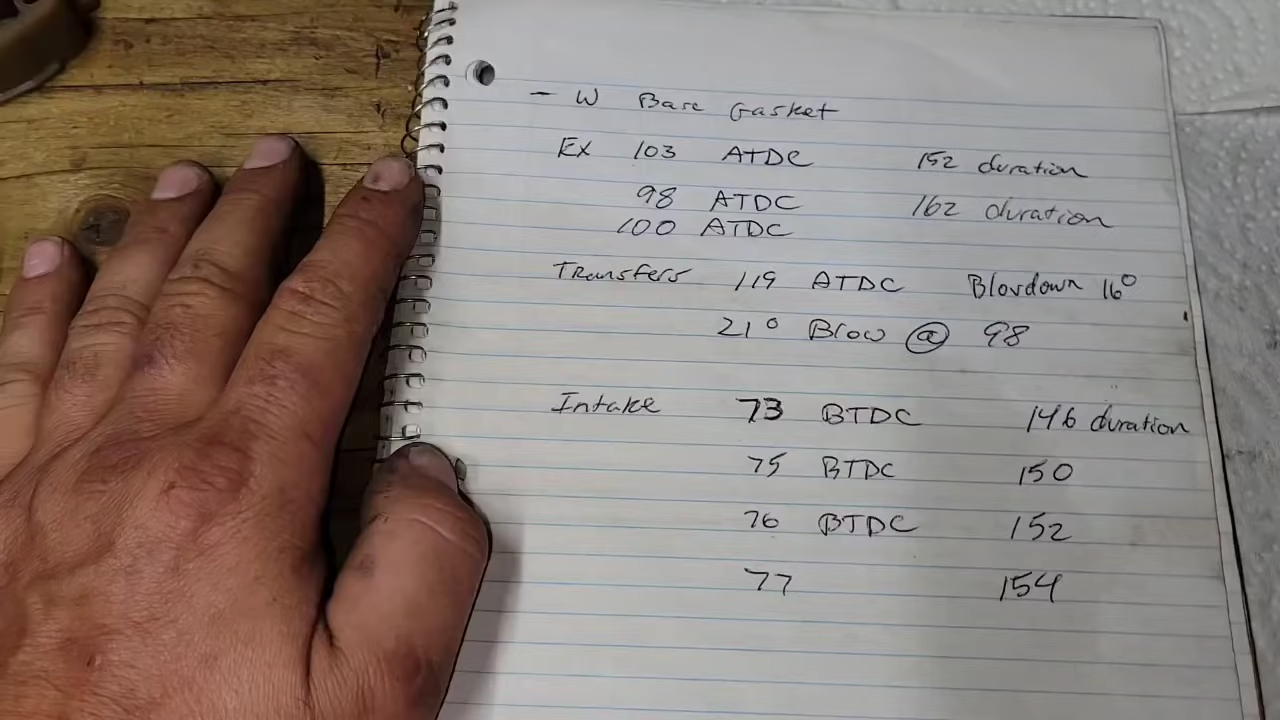 - W Base Gasket
Ex 103 ATDC 152 duration
98 ATDC 162 duration
100 ATDC
Transfers 119 ATDC Blowdown 16°
21° Blow @ 98
Intake 73 BTDC 146 duration
75 BTDC 150
76 BTDC 152
77 154